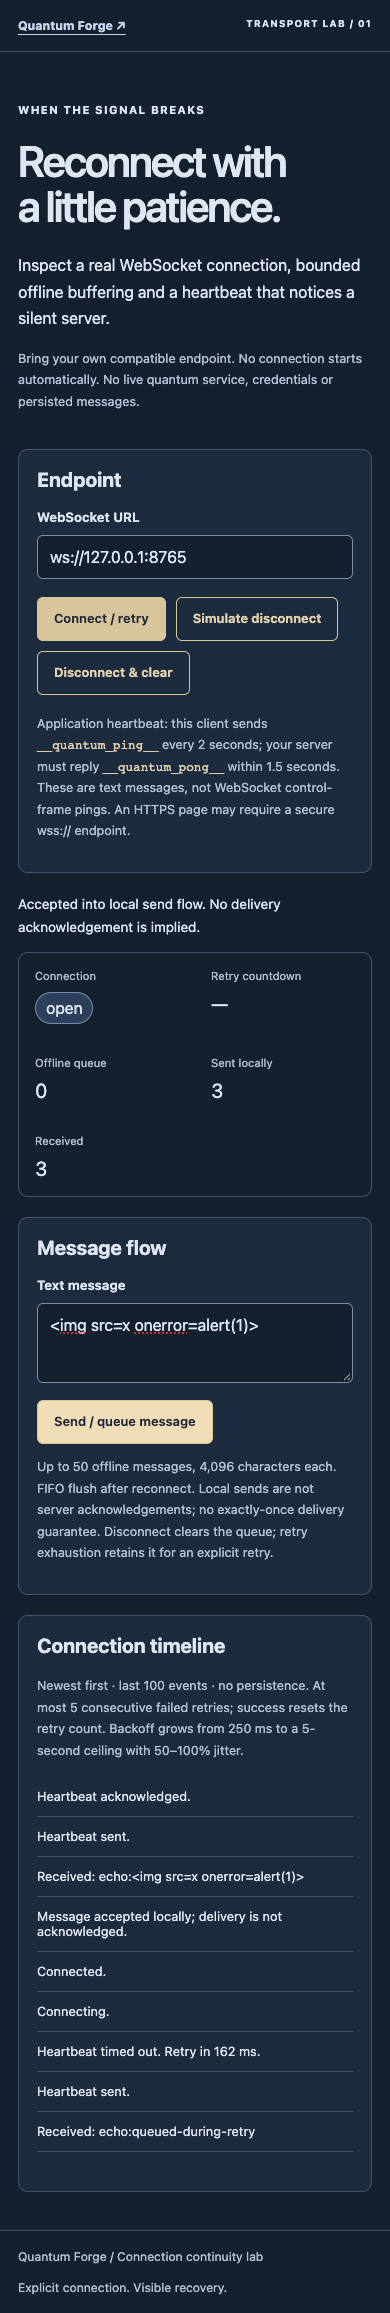 Quantum Forge ↗
TRANSPORT LAB / 01
WHEN THE SIGNAL BREAKS
Reconnect with
a little patience.
Inspect a real WebSocket connection, bounded
offline buffering and a heartbeat that notices a
silent server.
Bring your own compatible endpoint. No connection starts
automatically. No live quantum service, credentials or
persisted messages.
Endpoint
WebSocket URL
ws://127.0.0.1:8765
Connect / retry
Simulate disconnect
Disconnect & clear
Application heartbeat: this client sends
__quantum_ping__ every 2 seconds; your server
must reply __quantum_pong__ within 1.5 seconds.
These are text messages, not WebSocket control-
frame pings. An HTTPS page may require a secure
wss:// endpoint.
Accepted into local send flow. No delivery
acknowledgement is implied.
Connection
open
Retry countdown
—
Offline queue
0
Sent locally
3
Received
3
Message flow
Text message
<img src=x onerror=alert(1)>
Send / queue message
Up to 50 offline messages, 4,096 characters each.
FIFO flush after reconnect. Local sends are not
server acknowledgements; no exactly-once delivery
guarantee. Disconnect clears the queue; retry
exhaustion retains it for an explicit retry.
Connection timeline
Newest first · last 100 events · no persistence. At
most 5 consecutive failed retries; success resets the
retry count. Backoff grows from 250 ms to a 5-
second ceiling with 50–100% jitter.
Heartbeat acknowledged.
Heartbeat sent.
Received: echo:<img src=x onerror=alert(1)>
Message accepted locally; delivery is not
acknowledged.
Connected.
Connecting.
Heartbeat timed out. Retry in 162 ms.
Heartbeat sent.
Received: echo:queued-during-retry
Quantum Forge / Connection continuity lab
Explicit connection. Visible recovery.